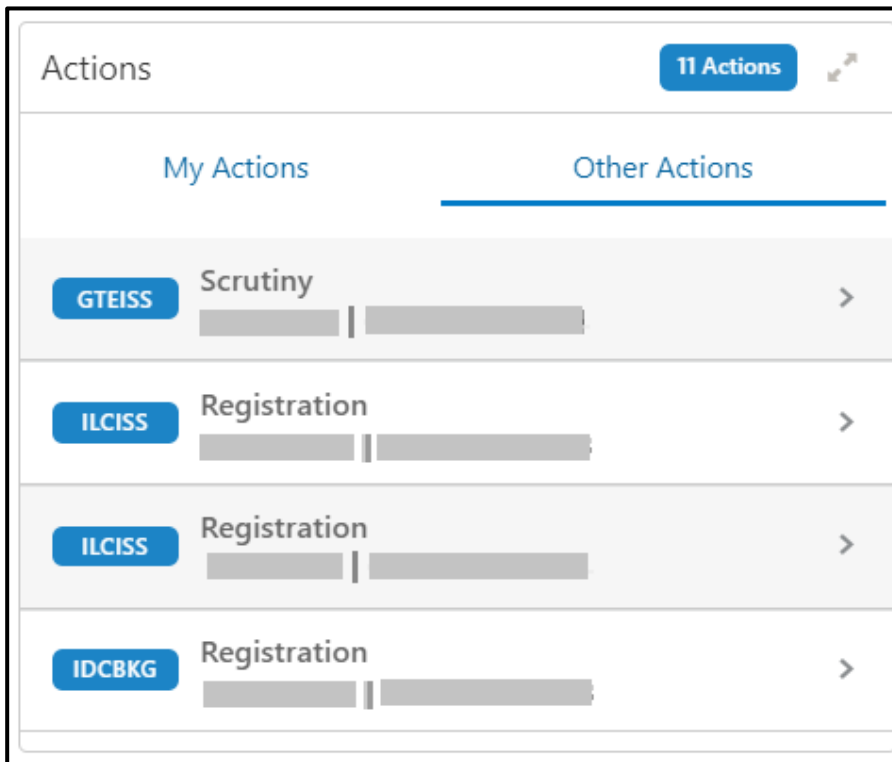 Actions 11 Actions
My Actions Other Actions
GTEISS Scrutiny
ILCISS Registration
ILCISS Registration
IDCBKG Registration